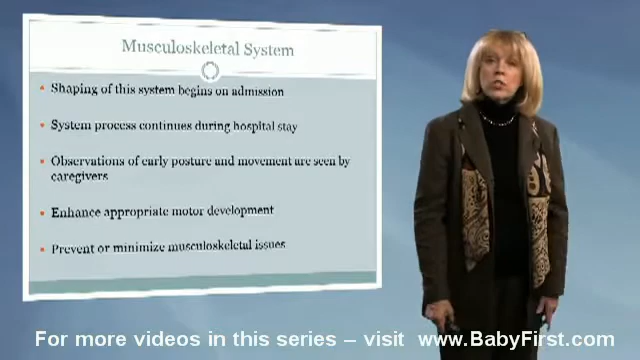 Musculoskeletal System
Shaping of this system begins on admission
System process continues during hospital stay
Observations of early posture and movement are seen by
caregivers
Enhance appropriate motor development
Prevent or minimize musculoskeletal issues
For more videos in this series – visit www.BabyFirst.com